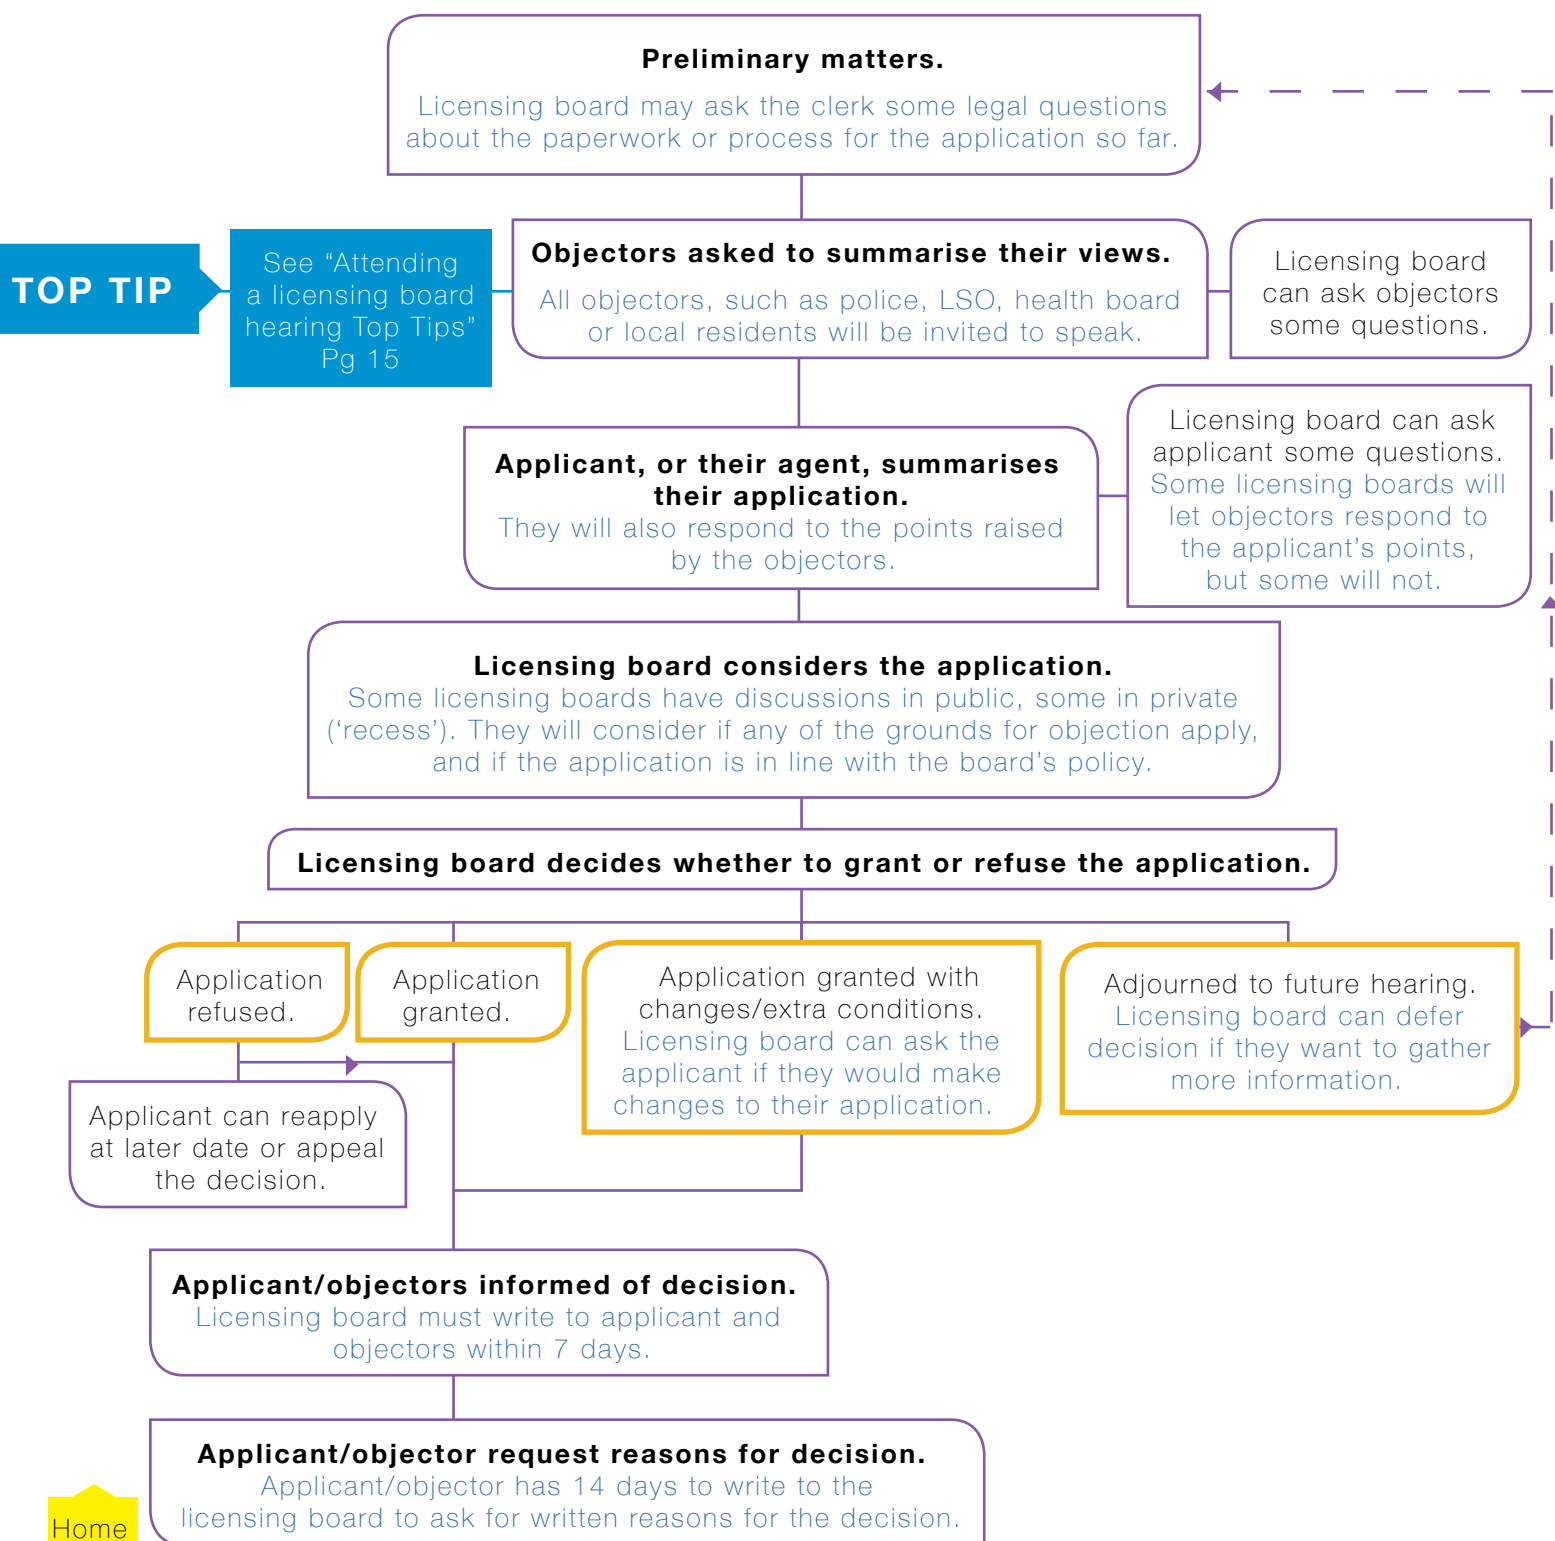 Preliminary matters.
Licensing board may ask the clerk some legal questions
about the paperwork or process for the application so far.
TOP TIP
See “Attending
a licensing board
hearing Top Tips”
Pg 15
Objectors asked to summarise their views.
All objectors, such as police, LSO, health board
or local residents will be invited to speak.
Licensing board
can ask objectors
some questions.
Applicant, or their agent, summarises
their application.
They will also respond to the points raised
by the objectors.
Licensing board can ask
applicant some questions.
Some licensing boards will
let objectors respond to
the applicant’s points,
but some will not.
Licensing board considers the application.
Some licensing boards have discussions in public, some in private
(‘recess’). They will consider if any of the grounds for objection apply,
and if the application is in line with the board’s policy.
Licensing board decides whether to grant or refuse the application.
Application
refused.
Application
granted.
Application granted with
changes/extra conditions.
Licensing board can ask the
applicant if they would make
changes to their application.
Adjourned to future hearing.
Licensing board can defer
decision if they want to gather
more information.
Applicant can reapply
at later date or appeal
the decision.
Applicant/objectors informed of decision.
Licensing board must write to applicant and
objectors within 7 days.
Applicant/objector request reasons for decision.
Applicant/objector has 14 days to write to the
licensing board to ask for written reasons for the decision.
Home